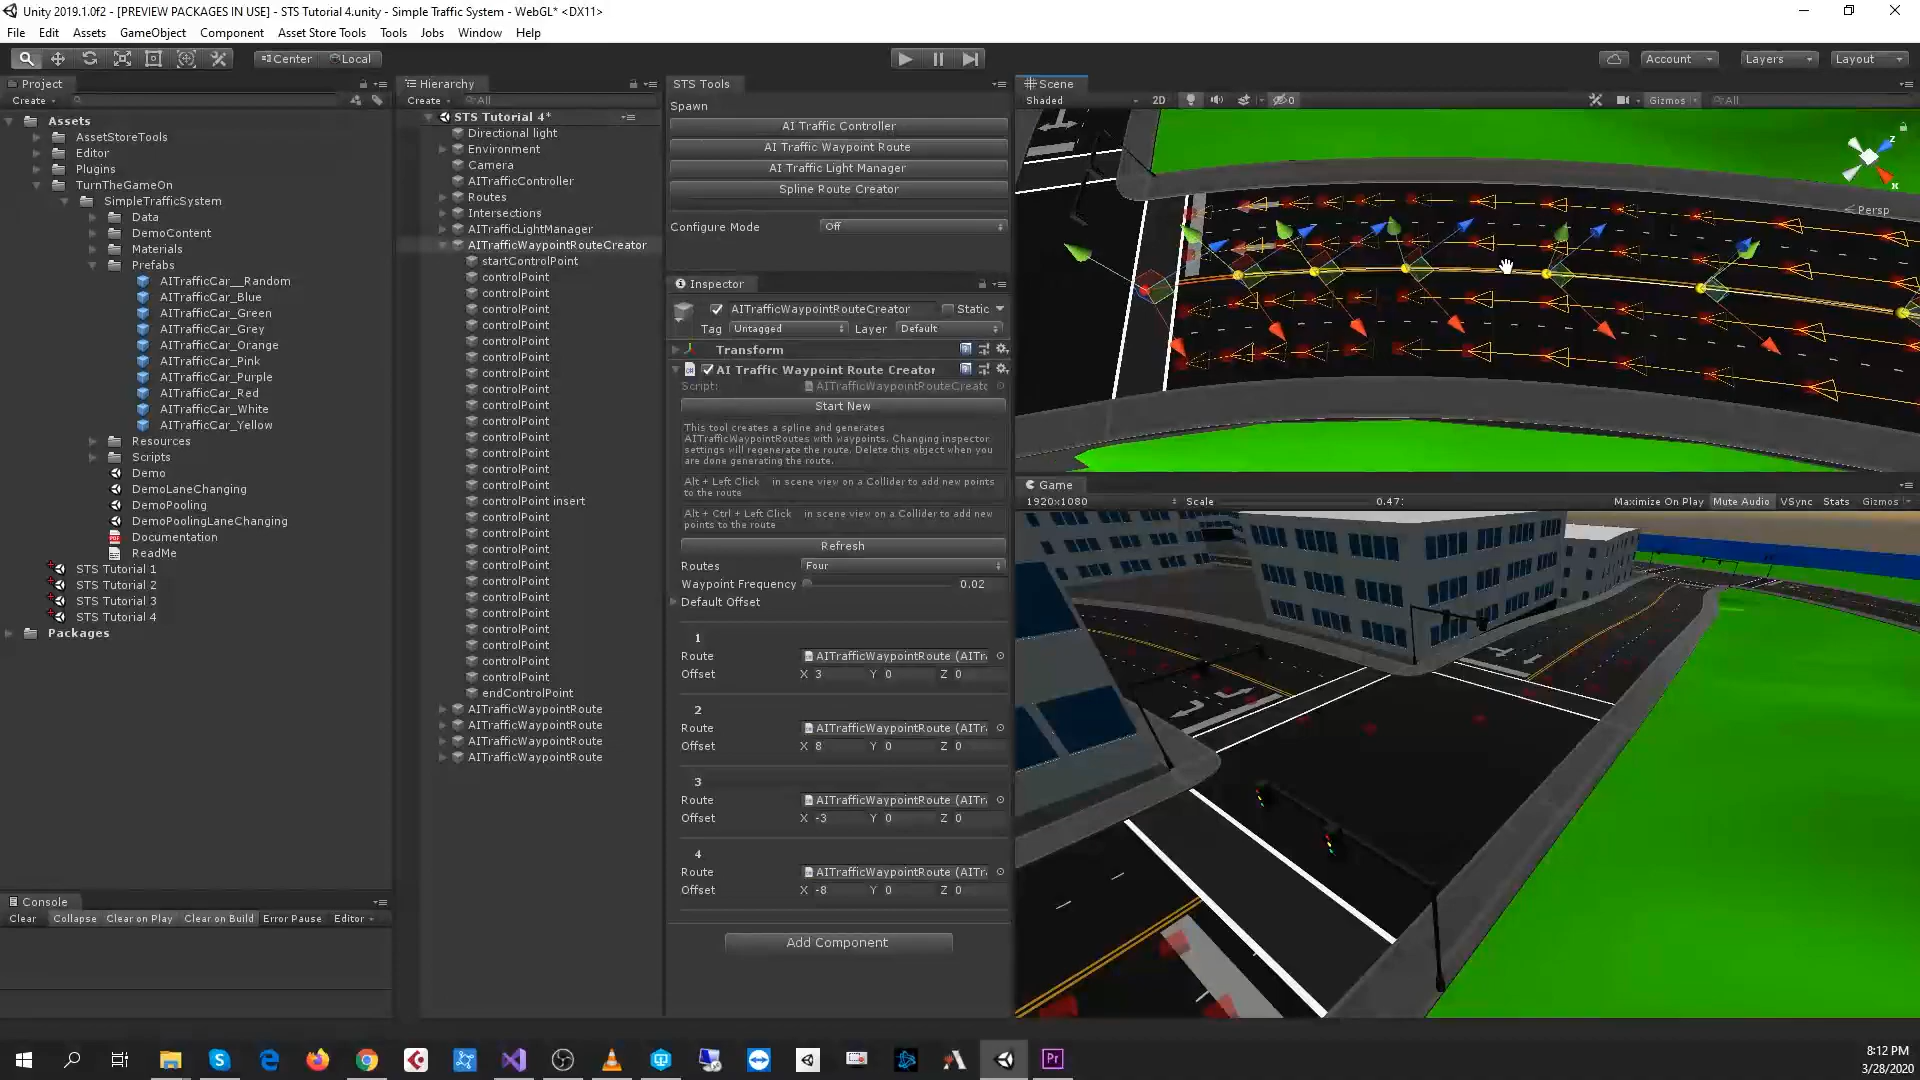 Unity 2019.1.0f2 - [PREVIEW PACKAGES IN USE] - STS Tutorial 4.unity - Simple Traffic System - WebGL* <DX11>
File Edit Assets GameObject Component Asset Store Tools Tools Jobs Window Help
Center Local
Account Layers Layout
Project
Create
Assets
AssetStoreTools
Editor
Plugins
TurnTheGameOn
SimpleTrafficSystem
Data
DemoContent
Materials
Prefabs
AITrafficCar__Random
AITrafficCar_Blue
AITrafficCar_Green
AITrafficCar_Grey
AITrafficCar_Orange
AITrafficCar_Pink
AITrafficCar_Purple
AITrafficCar_Red
AITrafficCar_White
AITrafficCar_Yellow
Resources
Scripts
Demo
DemoLaneChanging
DemoPooling
DemoPoolingLaneChanging
Documentation
ReadMe
STS Tutorial 1
STS Tutorial 2
STS Tutorial 3
STS Tutorial 4
Packages
Console
Clear Collapse Clear on Play Clear on Build Error Pause Editor
Hierarchy
Create All
STS Tutorial 4*
Directional light
Environment
Camera
AITrafficController
Routes
Intersections
AITrafficLightManager
AITrafficWaypointRouteCreator
startControlPoint
controlPoint
controlPoint
controlPoint
controlPoint
controlPoint
controlPoint
controlPoint
controlPoint
controlPoint
controlPoint
controlPoint
controlPoint
controlPoint
controlPoint
controlPoint insert
controlPoint
controlPoint
controlPoint
controlPoint
controlPoint
controlPoint
controlPoint
controlPoint
controlPoint
controlPoint
controlPoint
endControlPoint
AITrafficWaypointRoute
AITrafficWaypointRoute
AITrafficWaypointRoute
AITrafficWaypointRoute
STS Tools
Spawn
AI Traffic Controller
AI Traffic Waypoint Route
AI Traffic Light Manager
Spline Route Creator
Configure Mode Off
Inspector
AITrafficWaypointRouteCreator Static
Tag Untagged Layer Default
Transform
AI Traffic Waypoint Route Creator
Script: AITrafficWaypointRouteCreatc
Start New
This tool creates a spline and generates
AITrafficWaypointRoutes with waypoints. Changing inspector
settings will regenerate the route. Delete this object when you
are done generating the route.
Alt + Left Click in scene view on a Collider to add new points
to the route
Alt + Ctrl + Left Click in scene view on a Collider to add new
points to the route
Refresh
Routes Four
Waypoint Frequency 0.02
Default Offset
1
Route AITrafficWaypointRoute (AITr
Offset X 3 Y 0 Z 0
2
Route AITrafficWaypointRoute (AITr
Offset X 8 Y 0 Z 0
3
Route AITrafficWaypointRoute (AITr
Offset X -3 Y 0 Z 0
4
Route AITrafficWaypointRoute (AITr
Offset X -8 Y 0 Z 0
Add Component
Scene
Shaded 2D 0 Gizmos All
z
x
Persp
Game
1920x1080 Scale 0.47: Maximize On Play Mute Audio VSync Stats Gizmos
Pr
8:12 PM
3/28/2020